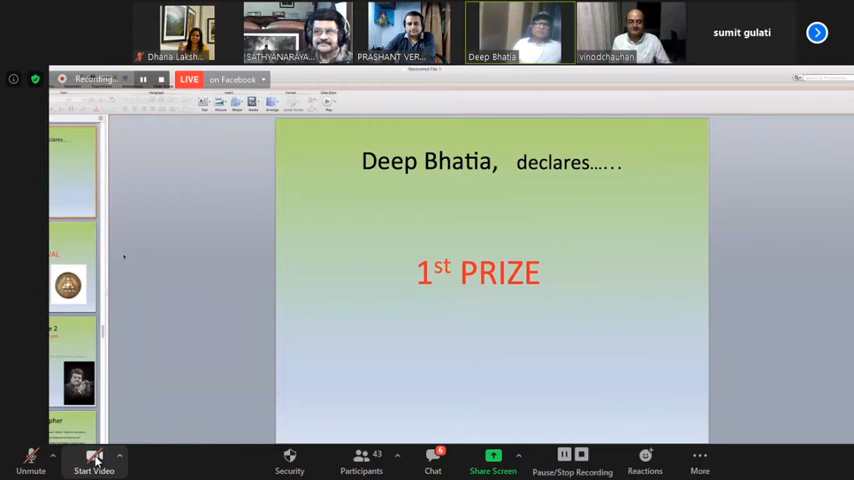 Dhana Laksh...
SATHYANARAYA...
PRASHANT VER...
Deep Bhatia
vinodchauhan
sumit gulati
Recording...
LIVE on Facebook
Deep Bhatia, declares……
1st PRIZE
Unmute
Start Video
Security
43
Participants
6
Chat
Share Screen
Pause/Stop Recording
Reactions
More